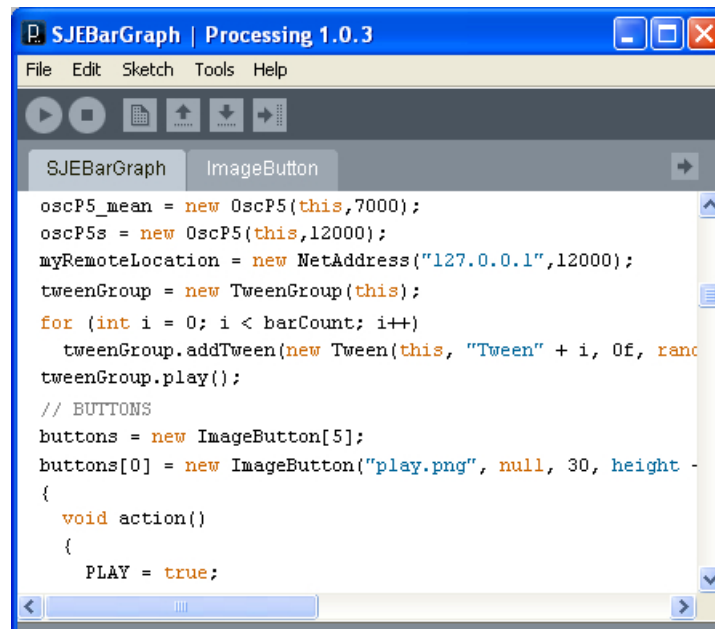 SJEBarGraph | Processing 1.0.3
File Edit Sketch Tools Help
SJEBarGraph ImageButton
oscP5_mean = new OscP5(this,7000);
oscP5s = new OscP5(this,12000);
myRemoteLocation = new NetAddress("127.0.0.1",12000);
tweenGroup = new TweenGroup(this);
for (int i = 0; i < barCount; i++)
tweenGroup.addTween(new Tween(this, "Tween" + i, 0f, rand
tweenGroup.play();
// BUTTONS
buttons = new ImageButton[5];
buttons[0] = new ImageButton("play.png", null, 30, height -
{
void action()
{
PLAY = true;